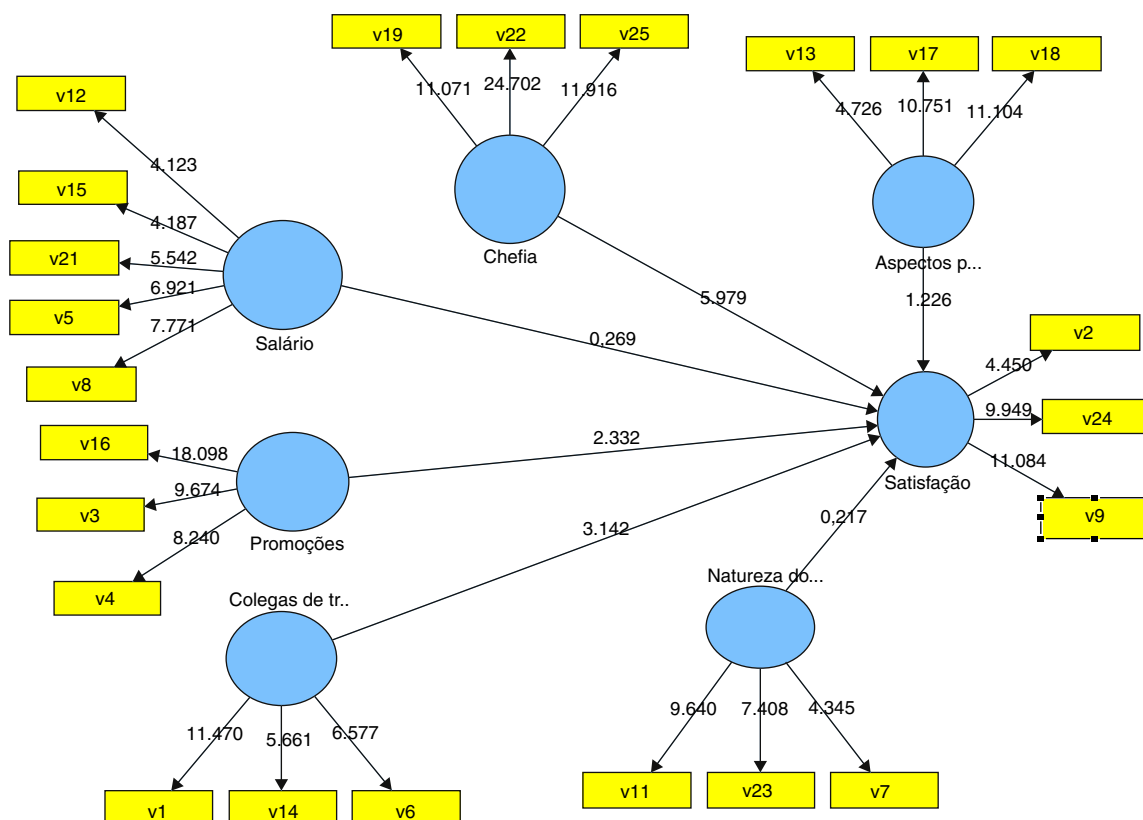 v19
v22
v25
v13
v17
v18
11.071
24.702
11.916
4.726
10.751
11.104
v12
4.123
v15
4.187
v21
5.542
v5
6.921
v8
7.771
Salário
Chefia
Aspectos p...
5.979
1.226
0,269
v2
4.450
v24
9.949
11.084
v9
Satisfação
v16
18.098
v3
9.674
v4
8.240
Promoções
2.332
3.142
0,217
Colegas de tr..
Natureza do...
11.470
5.661
6.577
9.640
7.408
4.345
v1
v14
v6
v11
v23
v7